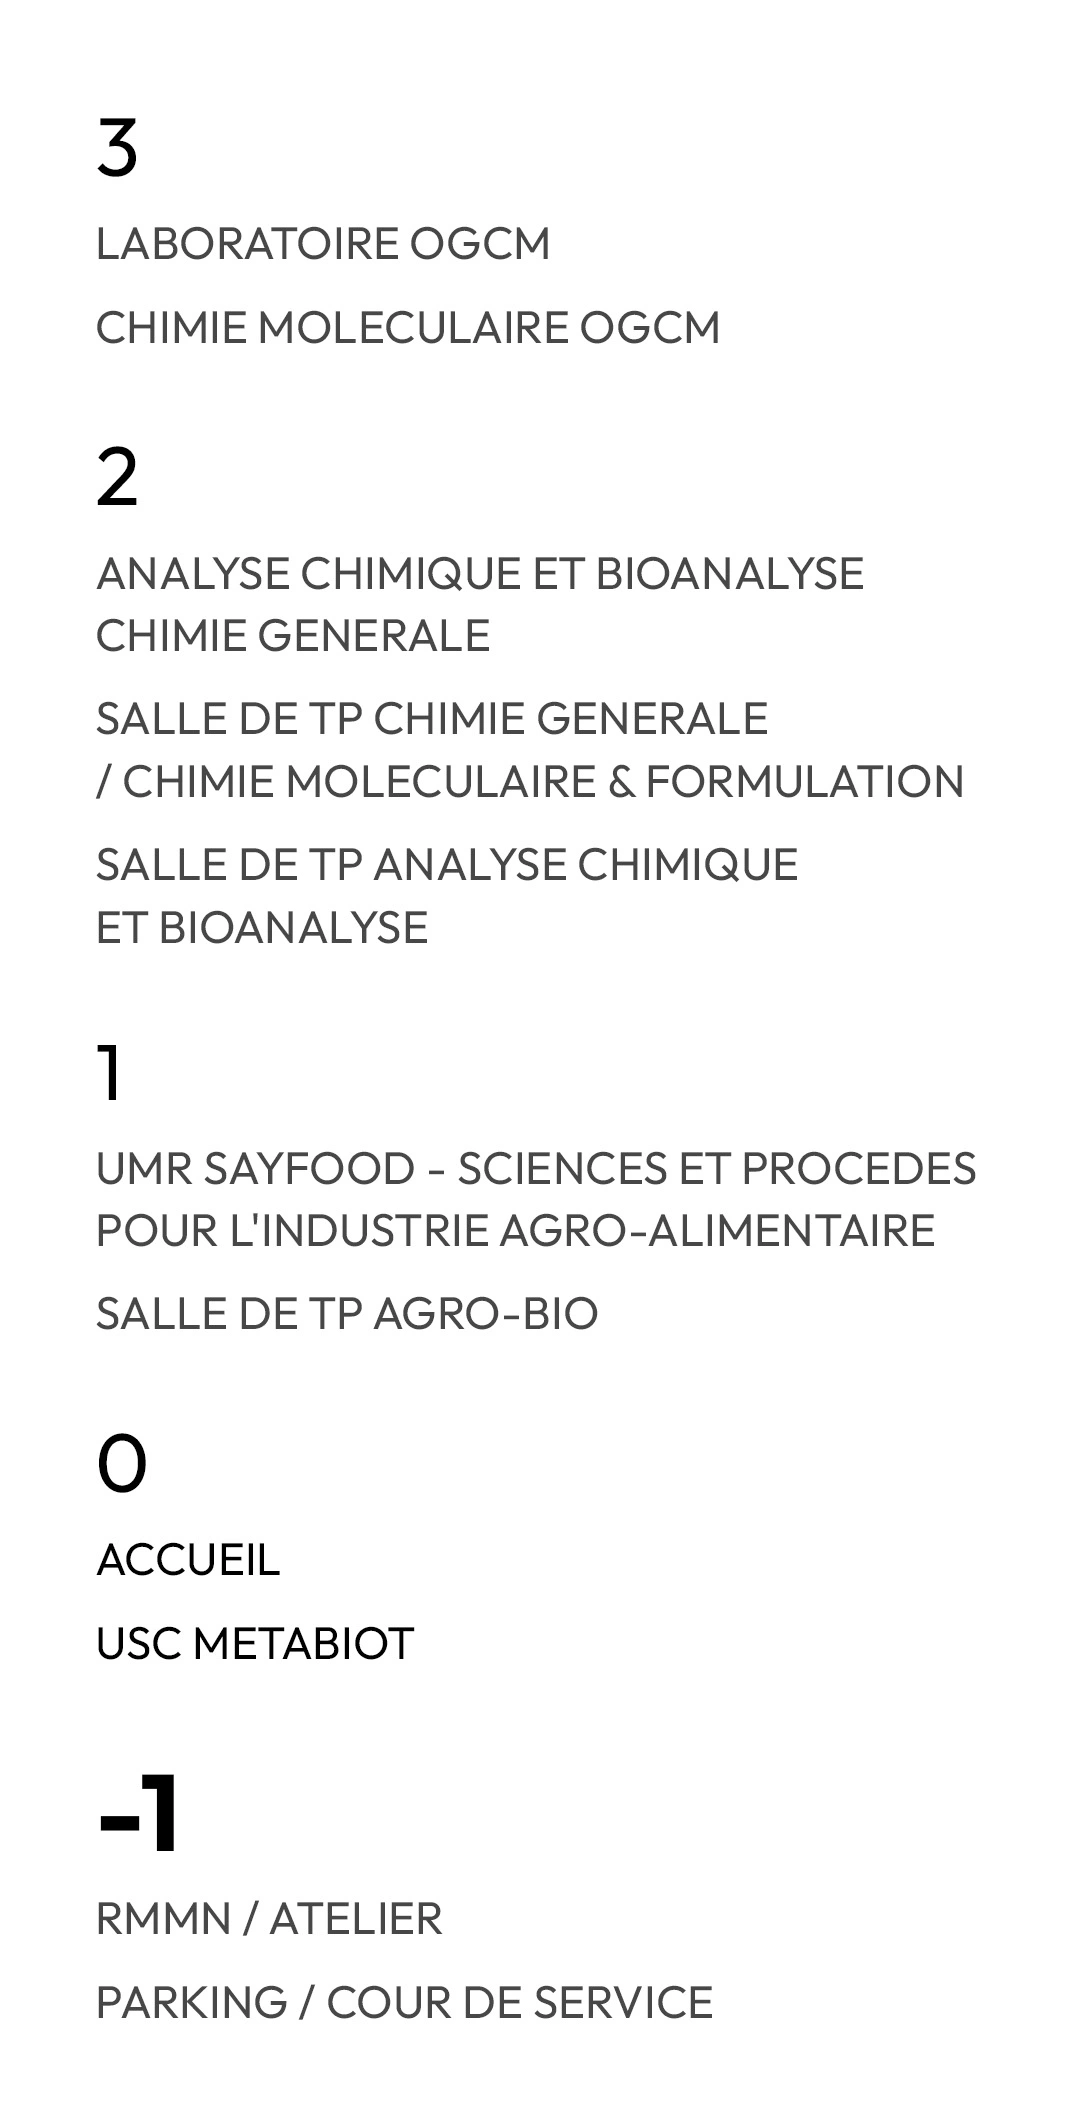 3
LABORATOIRE OGCM
CHIMIE MOLECULAIRE OGCM
2
ANALYSE CHIMIQUE ET BIOANALYSE
CHIMIE GENERALE
SALLE DE TP CHIMIE GENERALE
/ CHIMIE MOLECULAIRE & FORMULATION
SALLE DE TP ANALYSE CHIMIQUE
ET BIOANALYSE
1
UMR SAYFOOD - SCIENCES ET PROCEDES
POUR L'INDUSTRIE AGRO-ALIMENTAIRE
SALLE DE TP AGRO-BIO
0
ACCUEIL
USC METABIOT
-1
RMMN / ATELIER
PARKING / COUR DE SERVICE